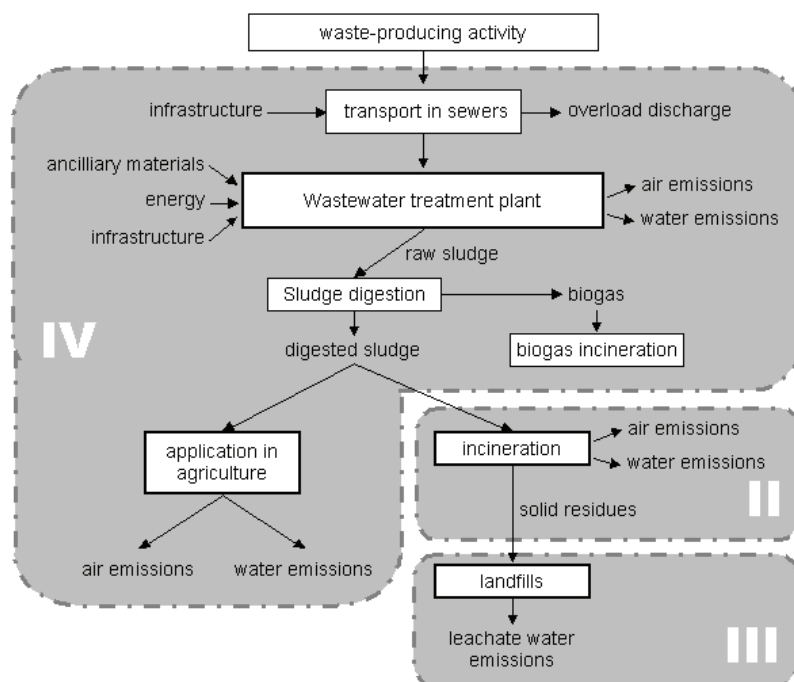 waste-producing activity
infrastructure
transport in sewers
overload discharge
ancilliary materials
energy
infrastructure
Wastewater treatment plant
air emissions
water emissions
raw sludge
Sludge digestion
biogas
IV
digested sludge
biogas incineration
application in
agriculture
incineration
air emissions
water emissions
II
solid residues
air emissions
water emissions
landfills
leachate water
emissions
III